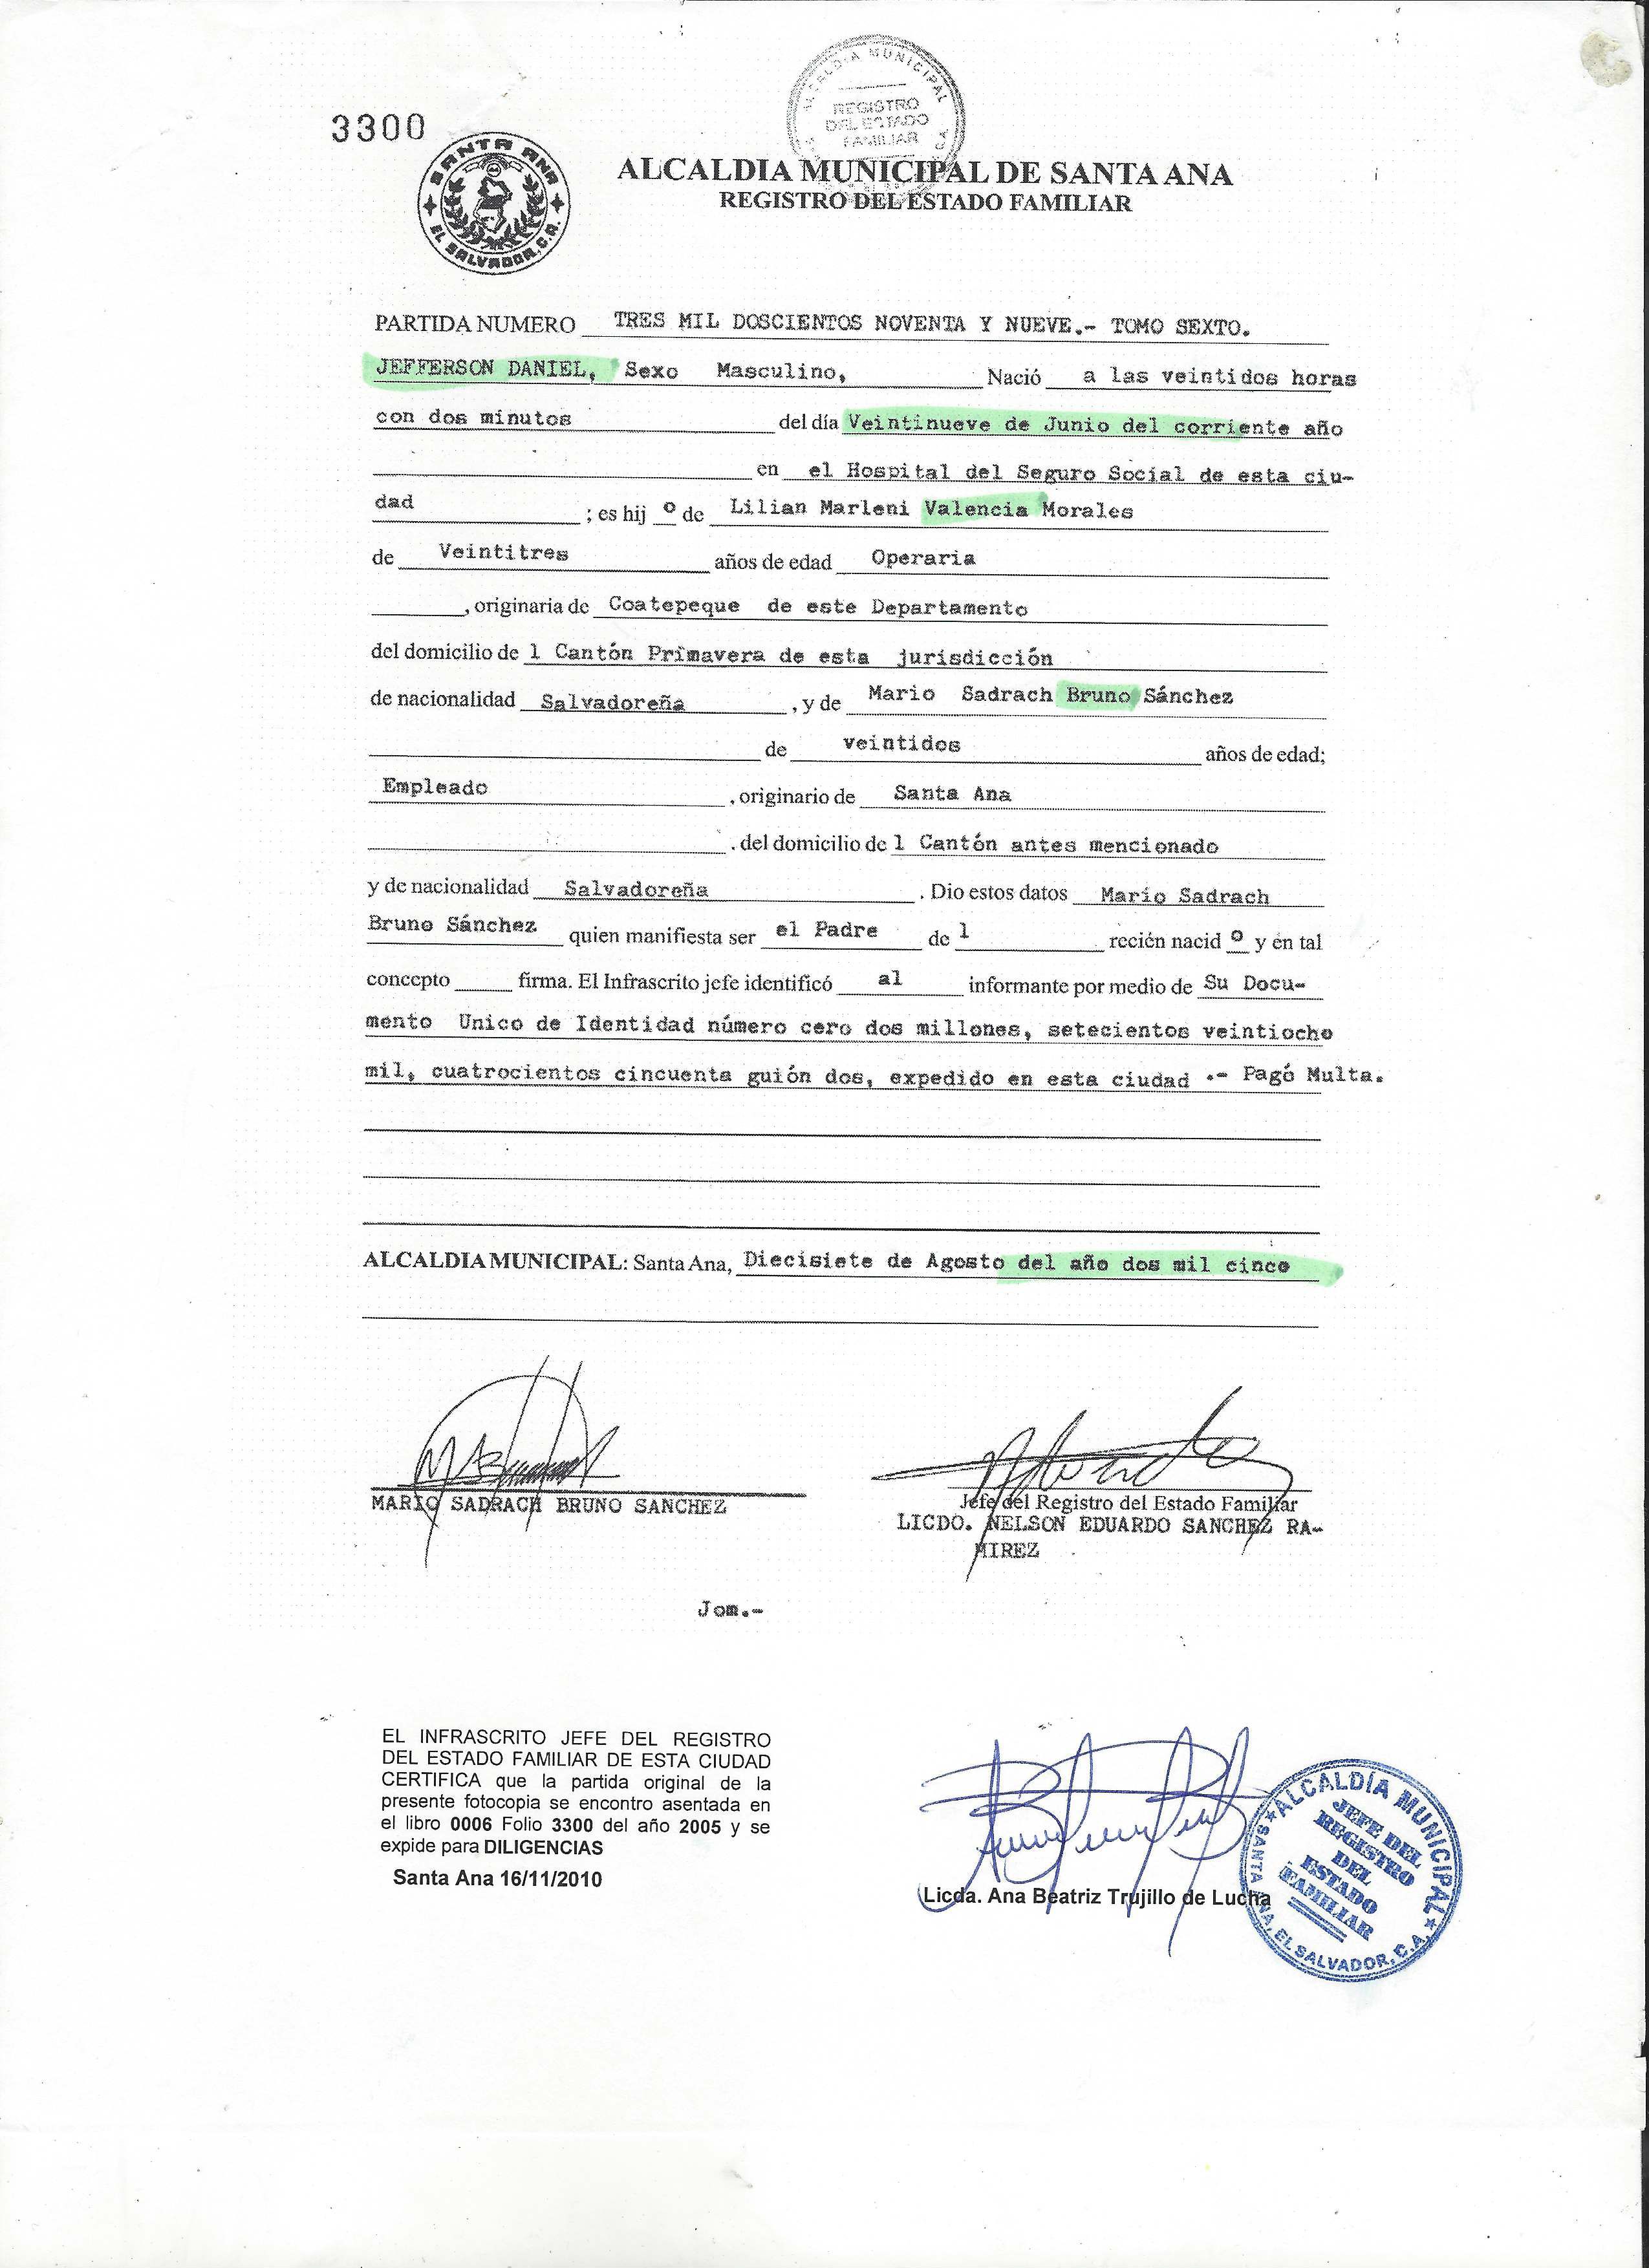 ALCALDIA MUNICIPAL
REGISTRO
DEL ESTADO
FAMILIAR
3300
SANTA ANA
EL SALVADOR, C.A.
ALCALDIA MUNICIPAL DE SANTA ANA
REGISTRO DEL ESTADO FAMILIAR
PARTIDA NUMERO TRES MIL DOSCIENTOS NOVENTA Y NUEVE.- TOMO SEXTO.
JEFFERSON DANIEL, Sexo Masculino, Nació a las veintidos horas
con dos minutos del día Veintinueve de Junio del corriente año
en el Hospital del Seguro Social de esta ciu-
dad ; es hij o de Lilian Marleni Valencia Morales
de Veintitres años de edad Operaria
, originaria de Coatepeque de este Departamento
del domicilio de l Cantón Primavera de esta jurisdicción
de nacionalidad Salvadoreña , y de Mario Sadrach Bruno Sánchez
de veintidos años de edad;
Empleado , originario de Santa Ana
. del domicilio de l Cantón antes mencionado
y de nacionalidad Salvadoreña . Dio estos datos Mario Sadrach
Bruno Sánchez quien manifiesta ser el Padre de l recién nacid o y en tal
concepto firma. El Infrascrito jefe identificó al informante por medio de Su Docu-
mento Unico de Identidad número cero dos millones, setecientos veintiocho
mil, cuatrocientos cincuenta guión dos, expedido en esta ciudad .- Pagó Multa.
ALCALDIA MUNICIPAL: Santa Ana, Diecisiete de Agosto del año dos mil cinco
MARIO SADRACH BRUNO SANCHEZ
Jefe del Registro del Estado Familiar
LICDO. NELSON EDUARDO SANCHEZ RA-
MIREZ
Jom.-
EL INFRASCRITO JEFE DEL REGISTRO
DEL ESTADO FAMILIAR DE ESTA CIUDAD
CERTIFICA que la partida original de la
presente fotocopia se encontro asentada en
el libro 0006 Folio 3300 del año 2005 y se
expide para DILIGENCIAS
Santa Ana 16/11/2010
Licda. Ana Beatriz Trujillo de Lucha
ALCALDÍA MUNICIPAL
JEFE DEL
REGISTRO
DEL
ESTADO
FAMILIAR
SANTA ANA, EL SALVADOR, C.A.